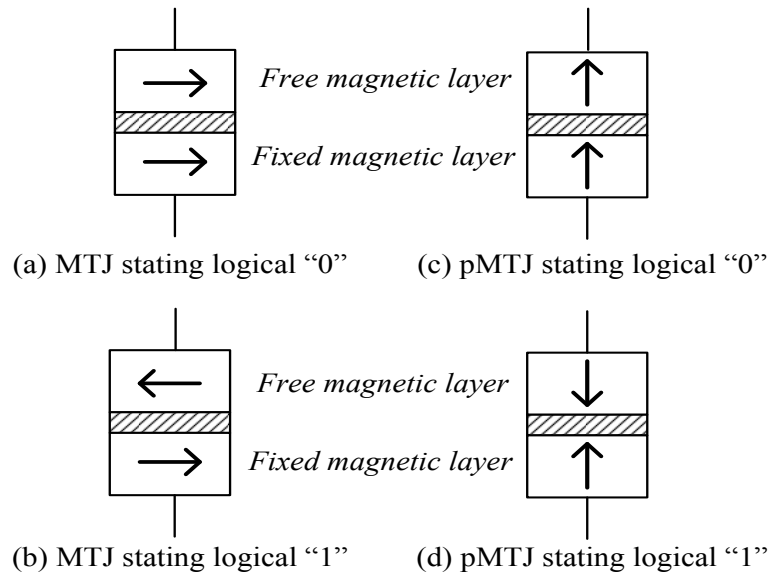 Free magnetic layer
Fixed magnetic layer
(a) MTJ stating logical “0”
(c) pMTJ stating logical “0”
Free magnetic layer
Fixed magnetic layer
(b) MTJ stating logical “1”
(d) pMTJ stating logical “1”